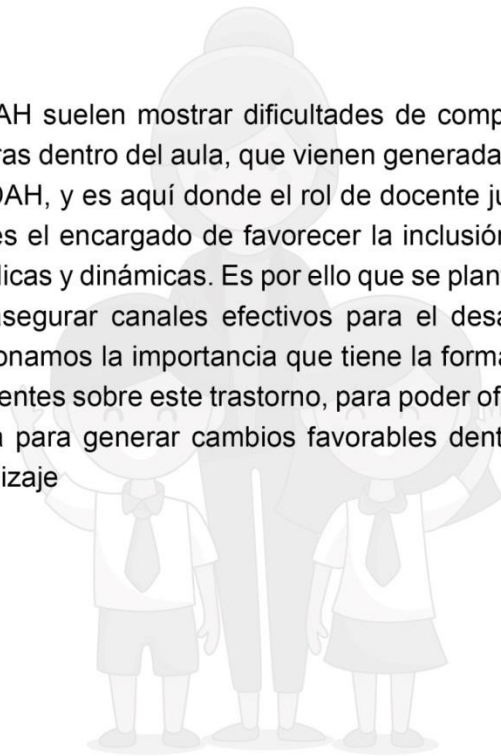 AH suelen mostrar dificultades de comp
ras dentro del aula, que vienen generada
DAH, y es aquí donde el rol de docente ju
es el encargado de favorecer la inclusión
licas y dinámicas. Es por ello que se plan
asegurar canales efectivos para el desa
onamos la importancia que tiene la forma
entes sobre este trastorno, para poder of
a para generar cambios favorables dent
izaje